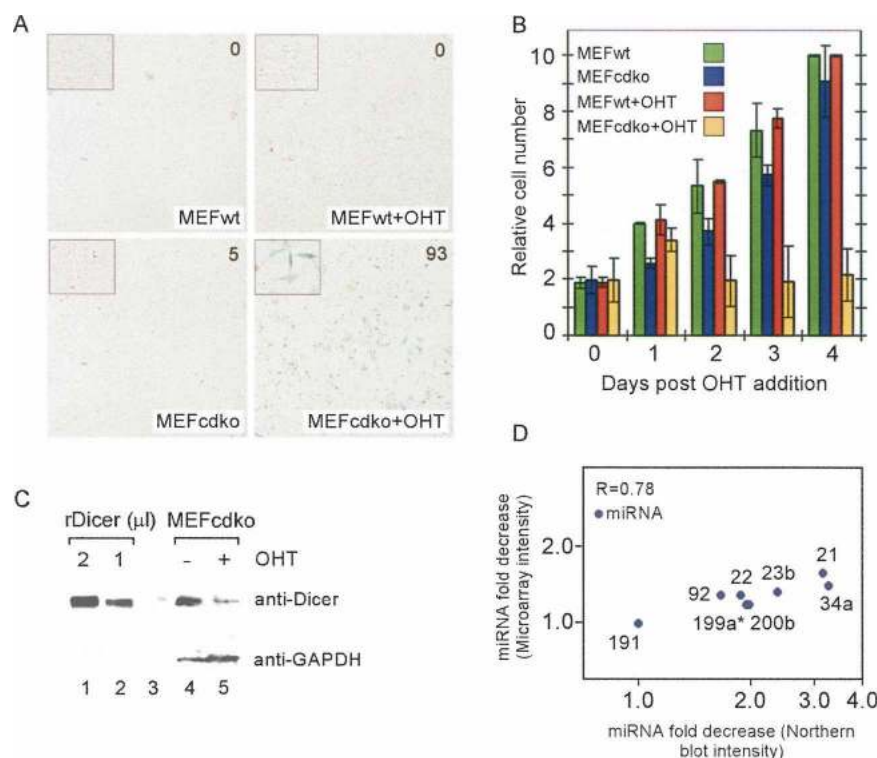 A
0
0
MEFwt
MEFwt+OHT
5
93
MEFcdko
MEFcdko+OHT
B
10
8
6
4
2
0
Relative cell number
MEFwt
MEFcdko
MEFwt+OHT
MEFcdko+OHT
0 1 2 3 4
Days post OHT addition
C
rDicer (µl) MEFcdko
2 1 - + OHT
anti-Dicer
anti-GAPDH
1 2 3 4 5
D
R=0.78
miRNA
miRNA fold decrease
(Microarray intensity)
2.0
1.0
21
22 23b
92
34a
199a* 200b
191
1.0 2.0 3.0 4.0
miRNA fold decrease (Northern
blot intensity)